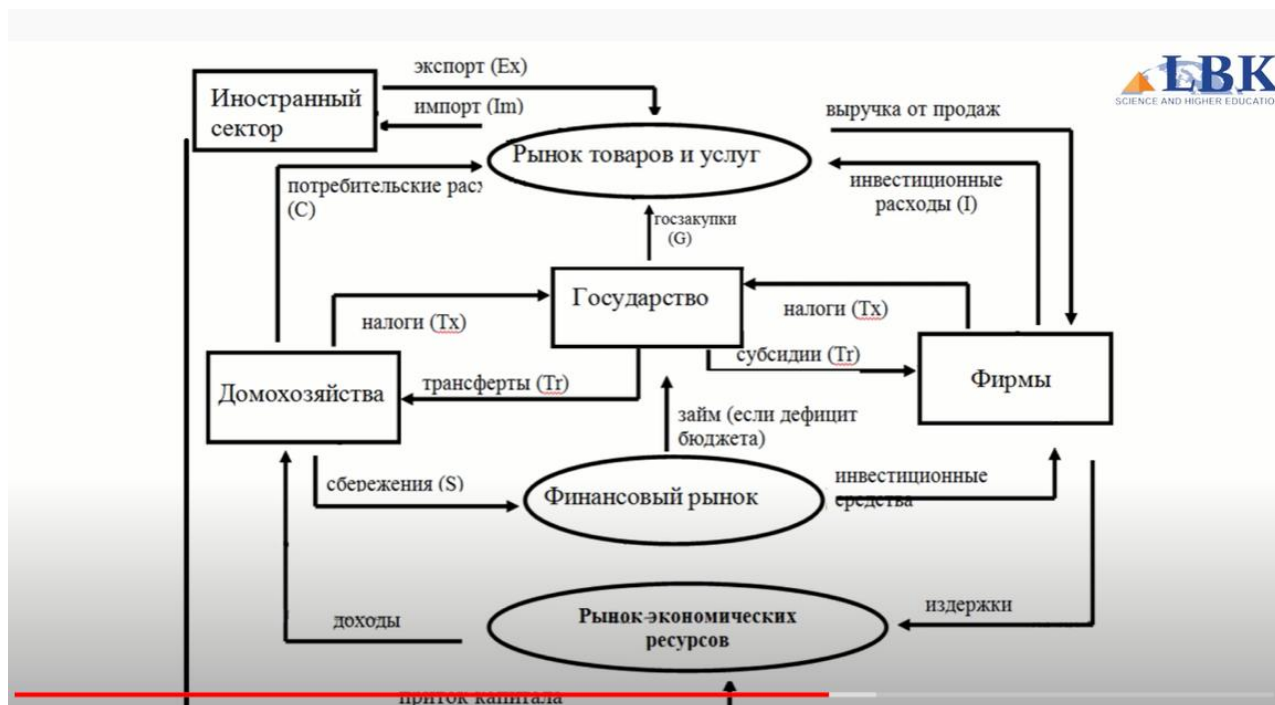 экспорт (Ex)
Иностранный
сектор
импорт (Im)
LBK
SCIENCE AND HIGHER EDUCATIO
выручка от продаж
Рынок товаров и услуг
потребительские рас
(C)
инвестиционные
расходы (I)
госзакупки
(G)
Государство
налоги (Tx)
налоги (Tx)
субсидии (Tr)
Домохозяйства
трансферты (Tr)
Фирмы
займ (если дефицит
бюджета)
сбережения (S)
Финансовый рынок
инвестиционные
средства
доходы
Рынок экономических
ресурсов
издержки
приток капитала